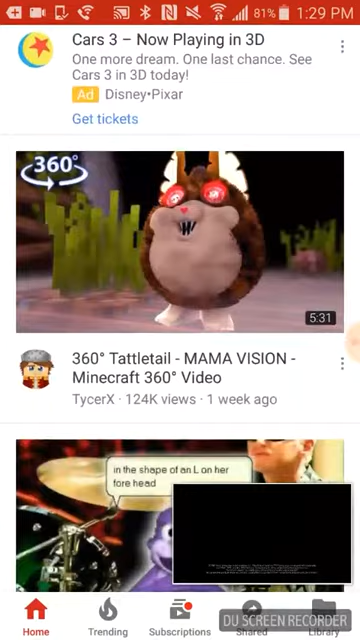 81% 1:29 PM
Cars 3 – Now Playing in 3D
One more dream. One last chance. See
Cars 3 in 3D today!
Ad Disney•Pixar
Get tickets
360°
5:31
360° Tattletail - MAMA VISION -
Minecraft 360° Video
TycerX · 124K views · 1 week ago
in the shape of an L on her
fore head
Home
Trending
Subscriptions
Shared
Library
DU SCREEN RECORDER